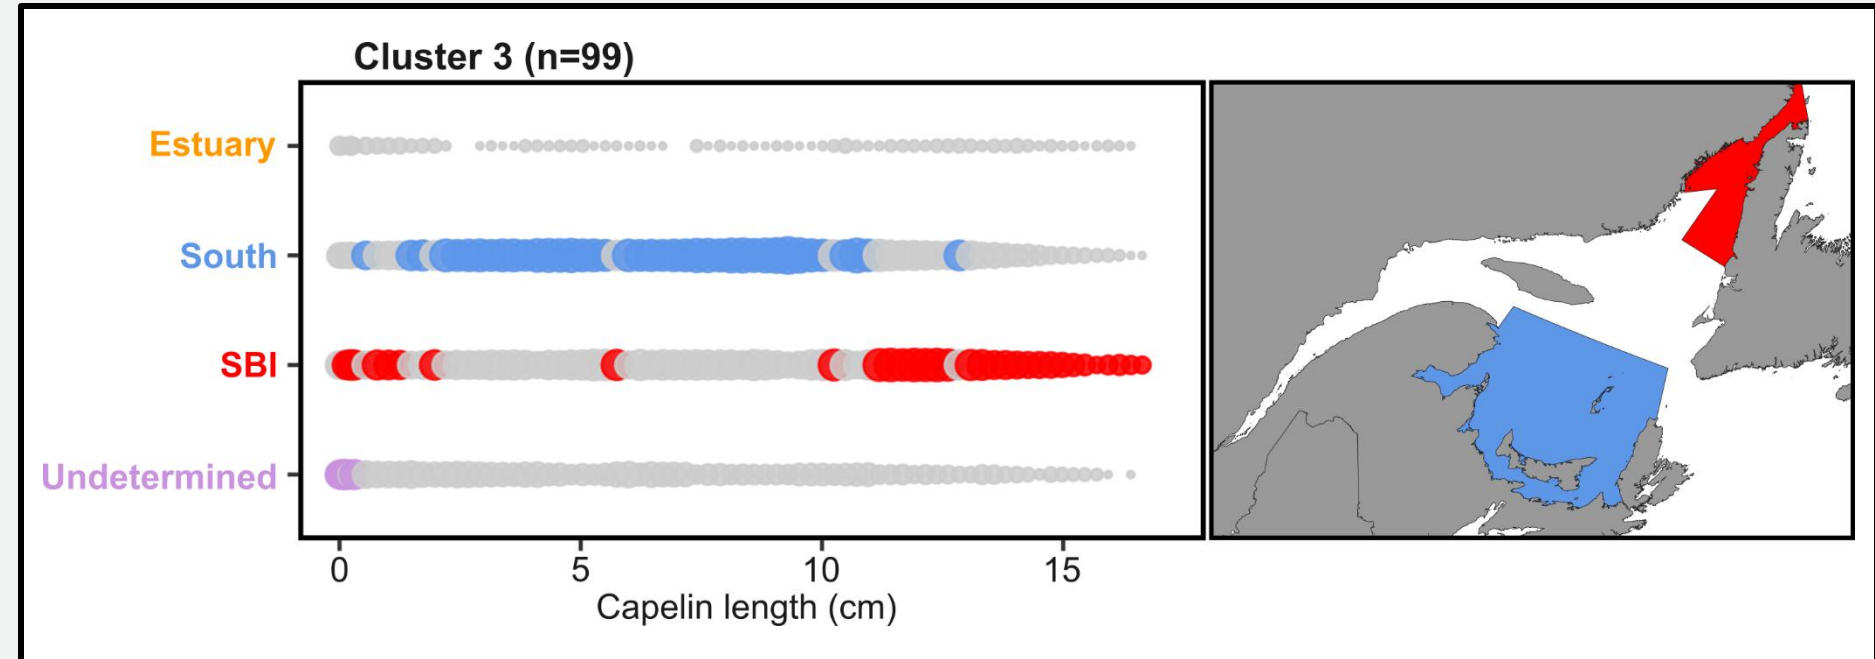 Cluster 3 (n=99)
Estuary
South
SBI
Undetermined
0 5 10 15
Capelin length (cm)